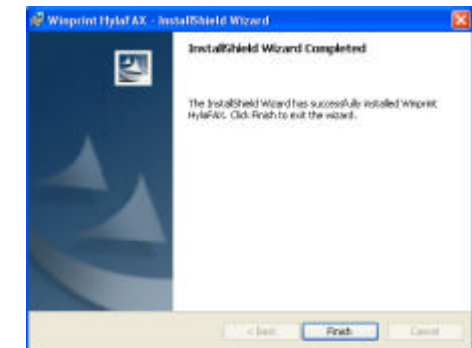 Winprint HylaFAX - InstallShield Wizard
InstallShield Wizard Completed
The InstallShield Wizard has successfully installed Winprint
HylaFAX. Click Finish to exit the wizard.
< Back
Finish
Cancel